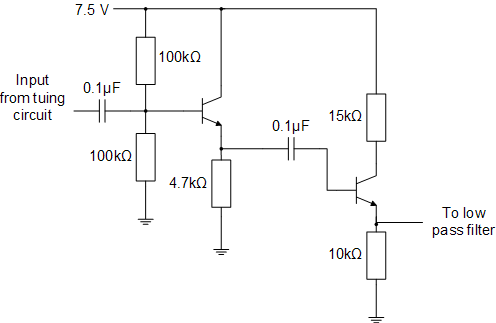 7.5 V
100kΩ
Input
from tuing
circuit
0.1µF
100kΩ
4.7kΩ
0.1µF
15kΩ
To low
pass filter
10kΩ